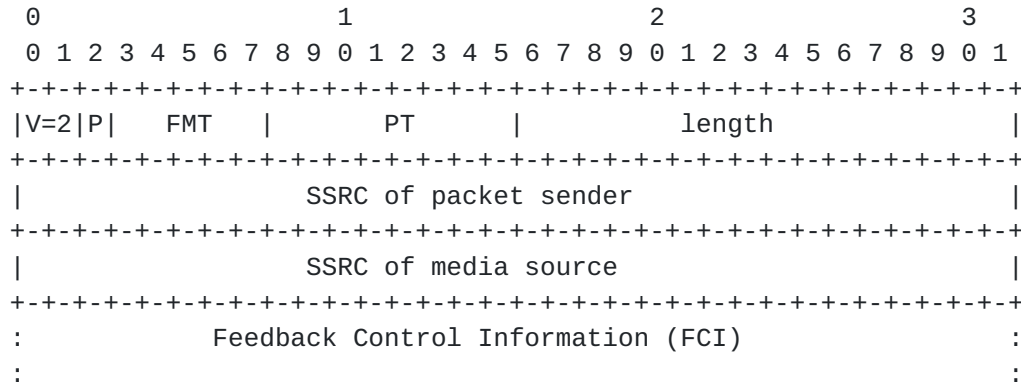 0                   1                   2                   3
 0 1 2 3 4 5 6 7 8 9 0 1 2 3 4 5 6 7 8 9 0 1 2 3 4 5 6 7 8 9 0 1
+-+-+-+-+-+-+-+-+-+-+-+-+-+-+-+-+-+-+-+-+-+-+-+-+-+-+-+-+-+-+-+-+
|V=2|P|   FMT   |       PT      |          length               |
+-+-+-+-+-+-+-+-+-+-+-+-+-+-+-+-+-+-+-+-+-+-+-+-+-+-+-+-+-+-+-+-+
|                  SSRC of packet sender                        |
+-+-+-+-+-+-+-+-+-+-+-+-+-+-+-+-+-+-+-+-+-+-+-+-+-+-+-+-+-+-+-+-+
|                  SSRC of media source                         |
+-+-+-+-+-+-+-+-+-+-+-+-+-+-+-+-+-+-+-+-+-+-+-+-+-+-+-+-+-+-+-+-+
:            Feedback Control Information (FCI)                 :
:                                                               :